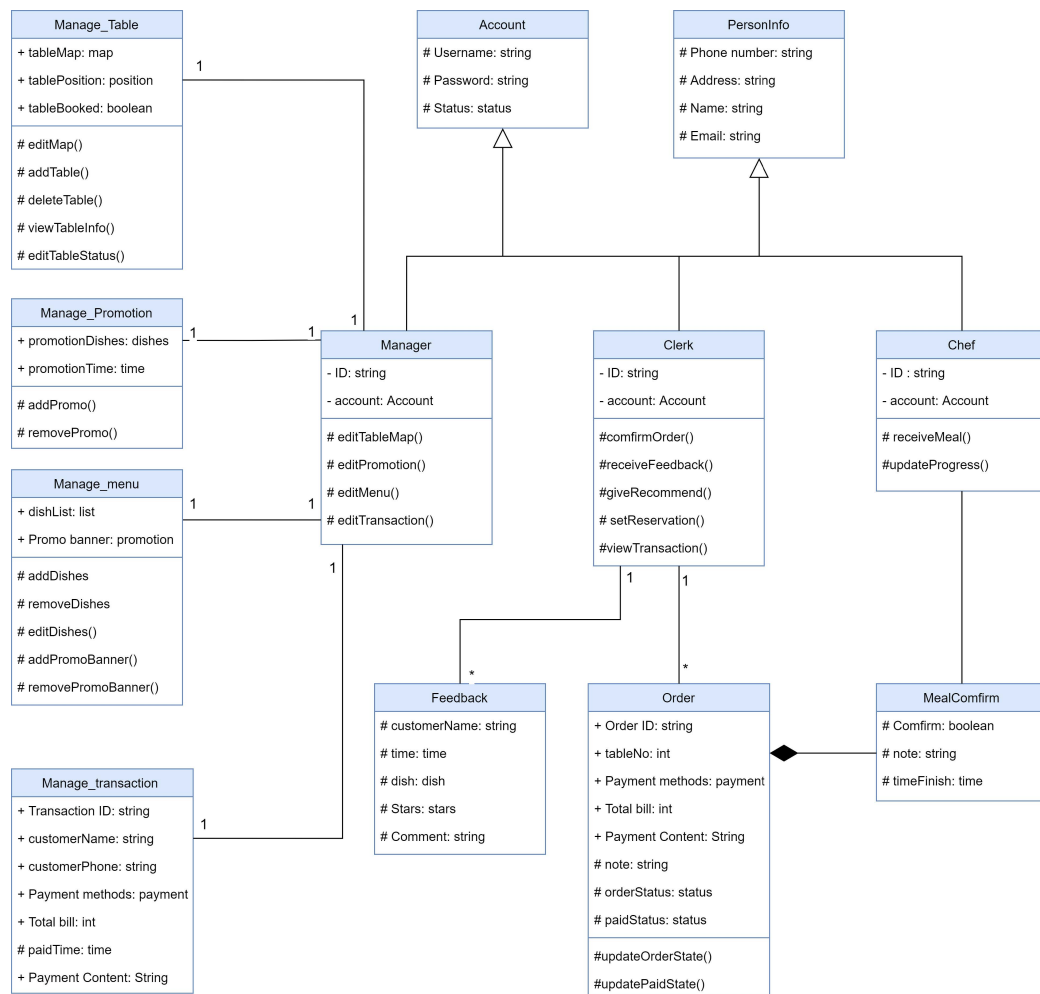 Manage_Table
+ tableMap: map
+ tablePosition: position
+ tableBooked: boolean
# editMap()
# addTable()
# deleteTable()
# viewTableInfo()
# editTableStatus()
Account
# Username: string
# Password: string
# Status: status
PersonInfo
# Phone number: string
# Address: string
# Name: string
# Email: string
1
1
Manage_Promotion
+ promotionDishes: dishes
+ promotionTime: time
# addPromo()
# removePromo()
1
1
Manager
- ID: string
- account: Account
# editTableMap()
# editPromotion()
# editMenu()
# editTransaction()
Clerk
- ID: string
- account: Account
#comfirmOrder()
#receiveFeedback()
#giveRecommend()
# setReservation()
#viewTransaction()
Chef
- ID : string
- account: Account
# receiveMeal()
#updateProgress()
Manage_menu
+ dishList: list
+ Promo banner: promotion
# addDishes
# removeDishes
# editDishes()
# addPromoBanner()
# removePromoBanner()
1
1
1
1
1
*
*
Feedback
# customerName: string
# time: time
# dish: dish
# Stars: stars
# Comment: string
Order
+ Order ID: string
+ tableNo: int
+ Payment methods: payment
+ Total bill: int
+ Payment Content: String
# note: string
# orderStatus: status
# paidStatus: status
#updateOrderState()
#updatePaidState()
MealComfirm
# Comfirm: boolean
# note: string
# timeFinish: time
Manage_transaction
+ Transaction ID: string
+ customerName: string
+ customerPhone: string
+ Payment methods: payment
+ Total bill: int
# paidTime: time
+ Payment Content: String
1